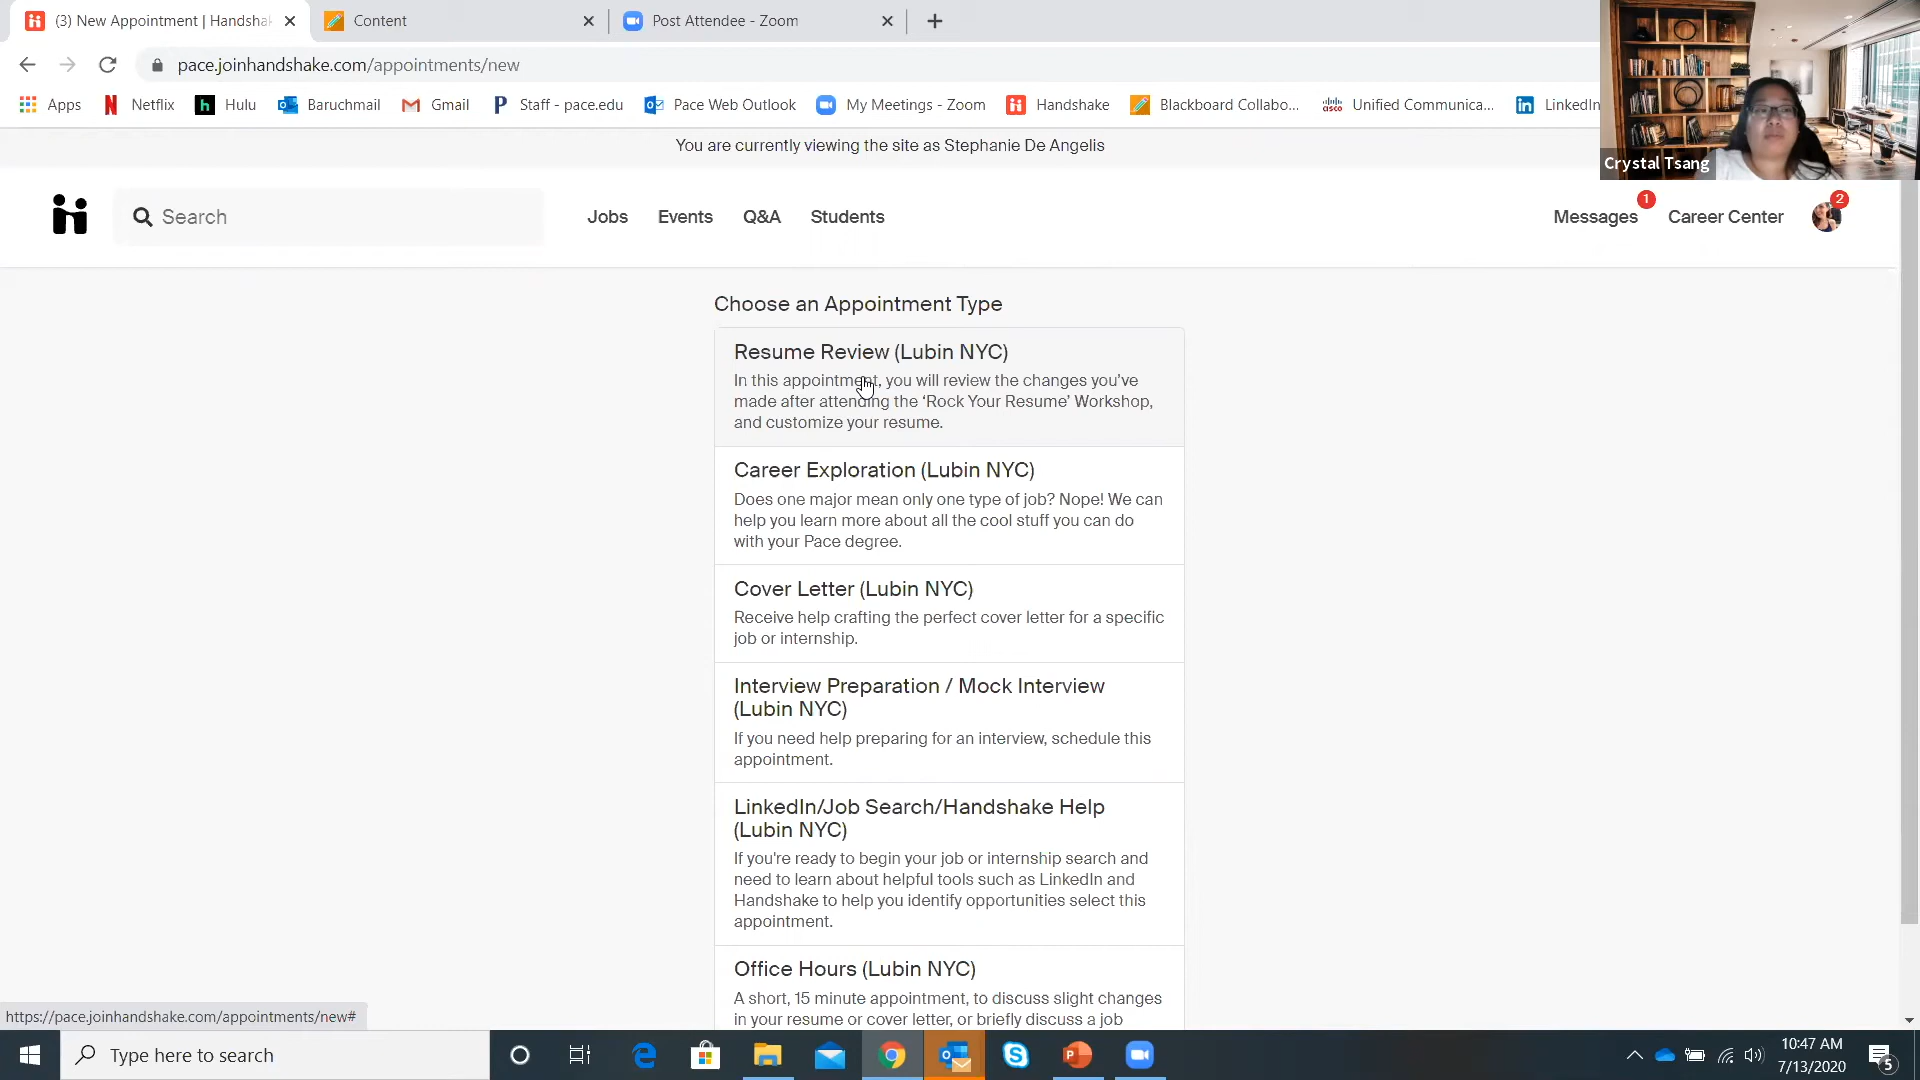 (3) New Appointment | Handsha
Content
Post Attendee - Zoom
pace.joinhandshake.com/appointments/new
Apps
Netflix
Hulu
Baruchmail
Gmail
Staff - pace.edu
Pace Web Outlook
My Meetings - Zoom
Handshake
Blackboard Collabo...
Unified Communica...
LinkedIn
Crystal Tsang
You are currently viewing the site as Stephanie De Angelis
Search
Jobs
Events
Q&A
Students
Messages
1
Career Center
2
Choose an Appointment Type
Resume Review (Lubin NYC)
In this appointment, you will review the changes you’ve
made after attending the ‘Rock Your Resume’ Workshop,
and customize your resume.
Career Exploration (Lubin NYC)
Does one major mean only one type of job? Nope! We can
help you learn more about all the cool stuff you can do
with your Pace degree.
Cover Letter (Lubin NYC)
Receive help crafting the perfect cover letter for a specific
job or internship.
Interview Preparation / Mock Interview
(Lubin NYC)
If you need help preparing for an interview, schedule this
appointment.
LinkedIn/Job Search/Handshake Help
(Lubin NYC)
If you're ready to begin your job or internship search and
need to learn about helpful tools such as LinkedIn and
Handshake to help you identify opportunities select this
appointment.
Office Hours (Lubin NYC)
A short, 15 minute appointment, to discuss slight changes
in your resume or cover letter, or briefly discuss a job
https://pace.joinhandshake.com/appointments/new#
Type here to search
10:47 AM
7/13/2020
5